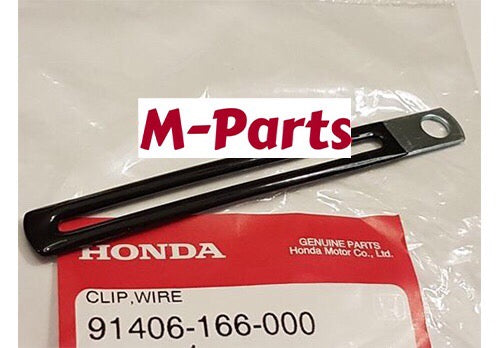 M-Parts
HONDA
GENUINE PARTS
Honda Motor Co., Ltd.
CLIP,WIRE
91406-166-000